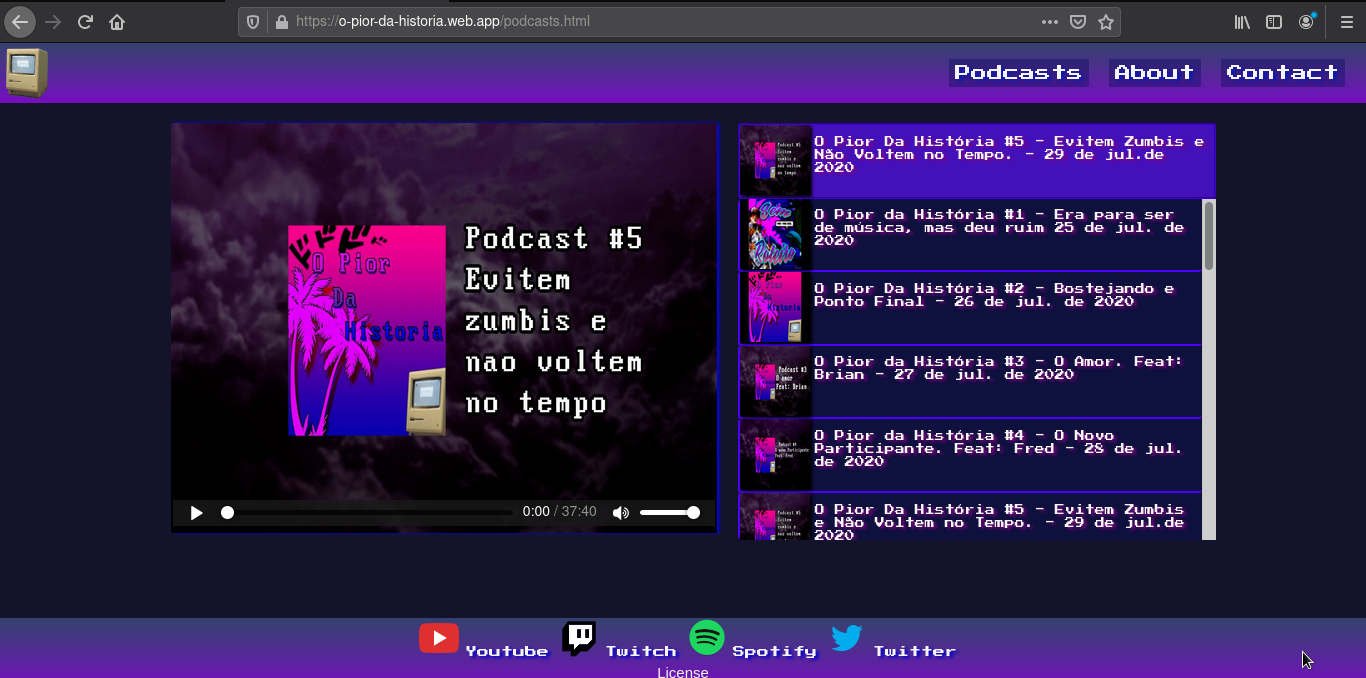 https://o-pior-da-historia.web.app/podcasts.html
Podcasts About Contact
Podcast #5
Evitem
zumbis e
nao voltem
no tempo
O Pior
Da
Historia
0:00 / 37:40
O Pior Da História #5 - Evitem Zumbis e
Não Voltem no Tempo. - 29 de jul.de
2020
O Pior da História #1 - Era para ser
de música, mas deu ruim 25 de jul. de
2020
O Pior da História #2 - Bostejando e
Ponto Final - 26 de jul. de 2020
O Pior da História #3 - O Amor. Feat:
Brian - 27 de jul. de 2020
O Pior da História #4 - O Novo
Participante. Feat: Fred - 28 de jul.
de 2020
O Pior Da História #5 - Evitem Zumbis
e Não Voltem no Tempo. - 29 de jul.de
2020
Youtube Twitch Spotify Twitter
License